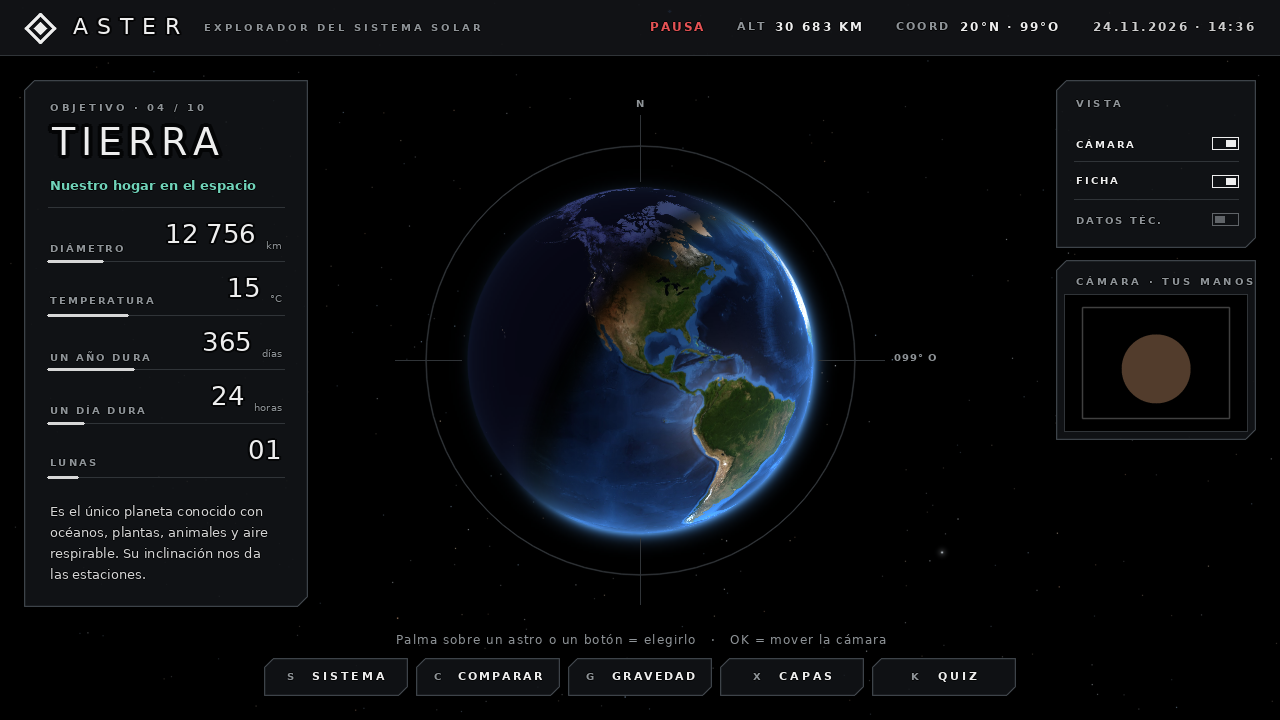 ASTER EXPLORADOR DEL SISTEMA SOLAR PAUSA ALT 30 683 KM COORD 20°N · 99°O 24.11.2026 · 14:36
OBJETIVO · 04 / 10
TIERRA
Nuestro hogar en el espacio
DIÁMETRO 12 756 km
TEMPERATURA 15 °C
UN AÑO DURA 365 días
UN DÍA DURA 24 horas
LUNAS 01
Es el único planeta conocido con
océanos, plantas, animales y aire
respirable. Su inclinación nos da
las estaciones.
N
099° O
VISTA
CÁMARA
FICHA
DATOS TÉC.
CÁMARA · TUS MANOS
Palma sobre un astro o un botón = elegirlo · OK = mover la cámara
S SISTEMA C COMPARAR G GRAVEDAD X CAPAS K QUIZ